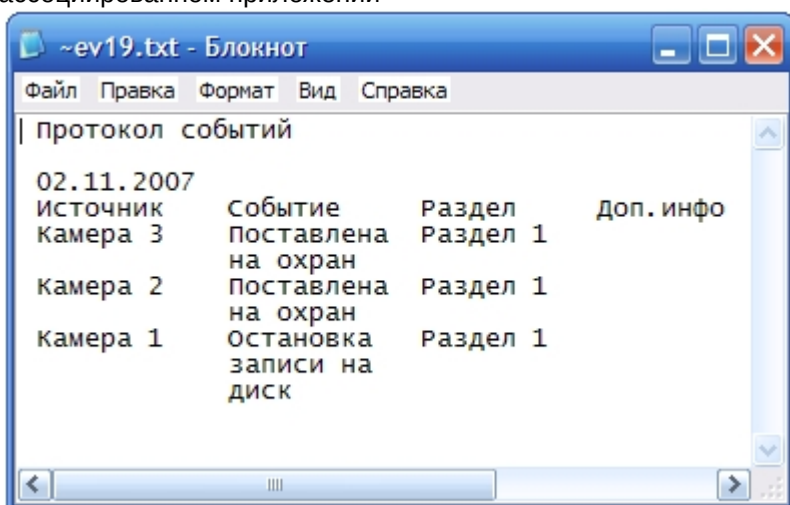 ассоциированном приложении
~ev19.txt - Блокнот
Файл Правка Формат Вид Справка
Протокол событий
02.11.2007
Источник Событие Раздел Доп.инфо
Камера 3 Поставлена Раздел 1
на охран
Камера 2 Поставлена Раздел 1
на охран
Камера 1 Остановка Раздел 1
записи на
диск